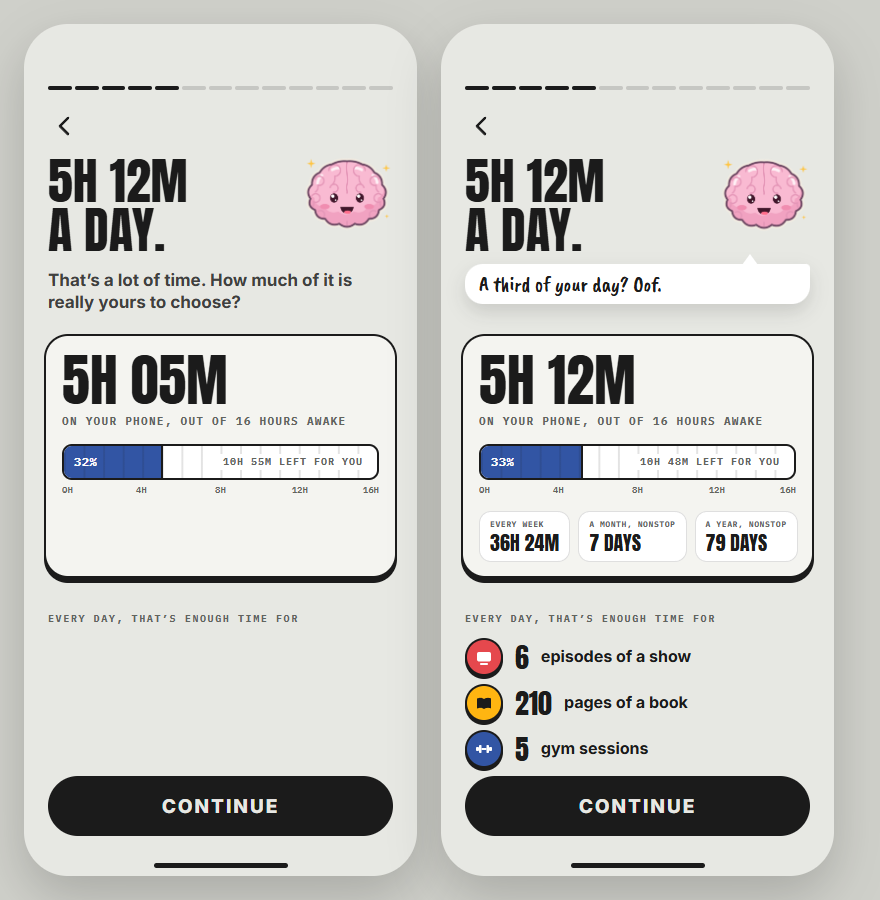 5H 12M
A DAY.
That's a lot of time. How much of it is
really yours to choose?
5H 05M
ON YOUR PHONE, OUT OF 16 HOURS AWAKE
32%
10H 55M LEFT FOR YOU
0H 4H 8H 12H 16H
EVERY DAY, THAT'S ENOUGH TIME FOR
CONTINUE
5H 12M
A DAY.
A third of your day? Oof.
5H 12M
ON YOUR PHONE, OUT OF 16 HOURS AWAKE
33%
10H 48M LEFT FOR YOU
0H 4H 8H 12H 16H
EVERY WEEK
36H 24M
A MONTH, NONSTOP
7 DAYS
A YEAR, NONSTOP
79 DAYS
EVERY DAY, THAT'S ENOUGH TIME FOR
6 episodes of a show
210 pages of a book
5 gym sessions
CONTINUE